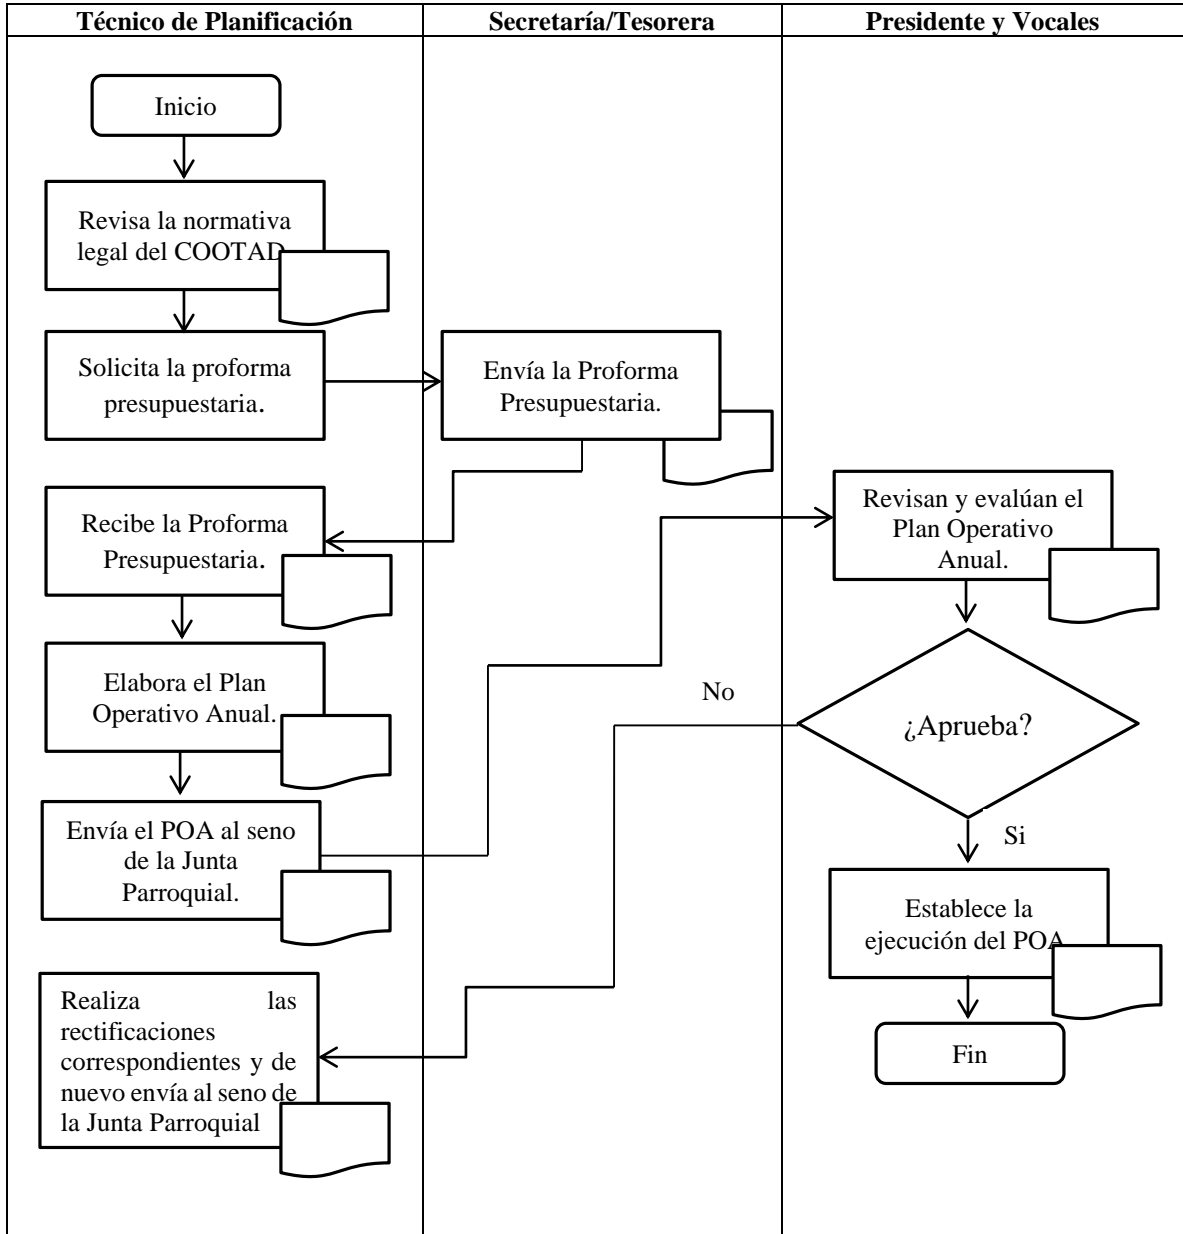 Técnico de Planificación
Secretaría/Tesorera
Presidente y Vocales
Inicio
Revisa la normativa
legal del COOTAD.
Solicita la proforma
presupuestaria.
Envía la Proforma
Presupuestaria.
Recibe la Proforma
Presupuestaria.
Revisan y evalúan el
Plan Operativo
Anual.
Elabora el Plan
Operativo Anual.
No
¿Aprueba?
Envía el POA al seno
de la Junta
Parroquial.
Si
Establece la
ejecución del POA
Realiza las
rectificaciones
correspondientes y de
nuevo envía al seno de
la Junta Parroquial
Fin